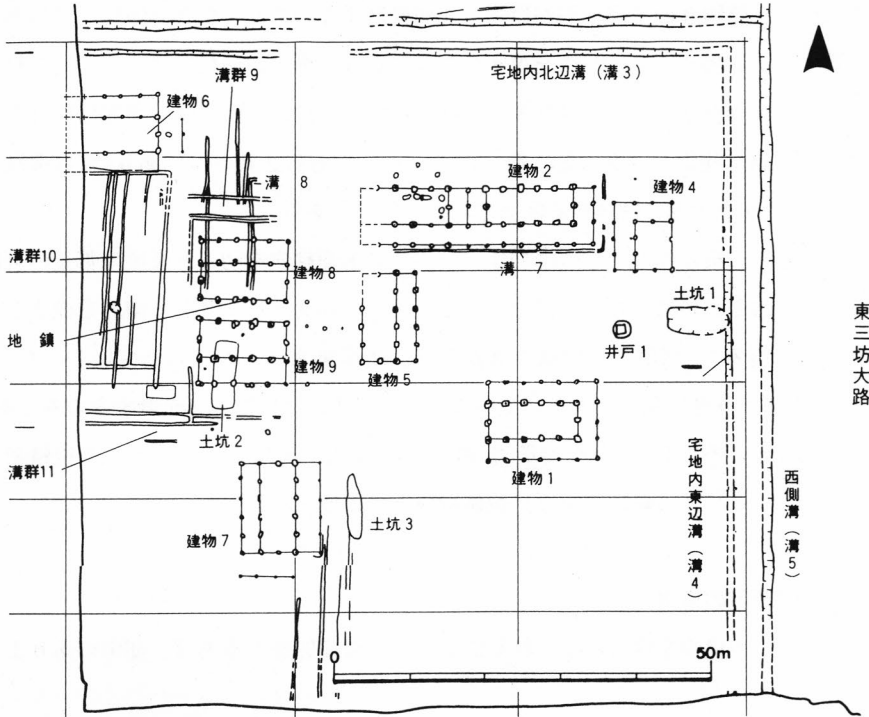 宅地内北辺溝（溝3）
溝群9
建物6
溝 8
建物2
建物4
溝群10
建物8
溝 7
土坑1
地鎮
井戸1
東三坊大路
建物9
建物5
土坑2
溝群11
建物1
宅地内東辺溝（溝4）
西側溝（溝5）
建物7
土坑3
0
50m